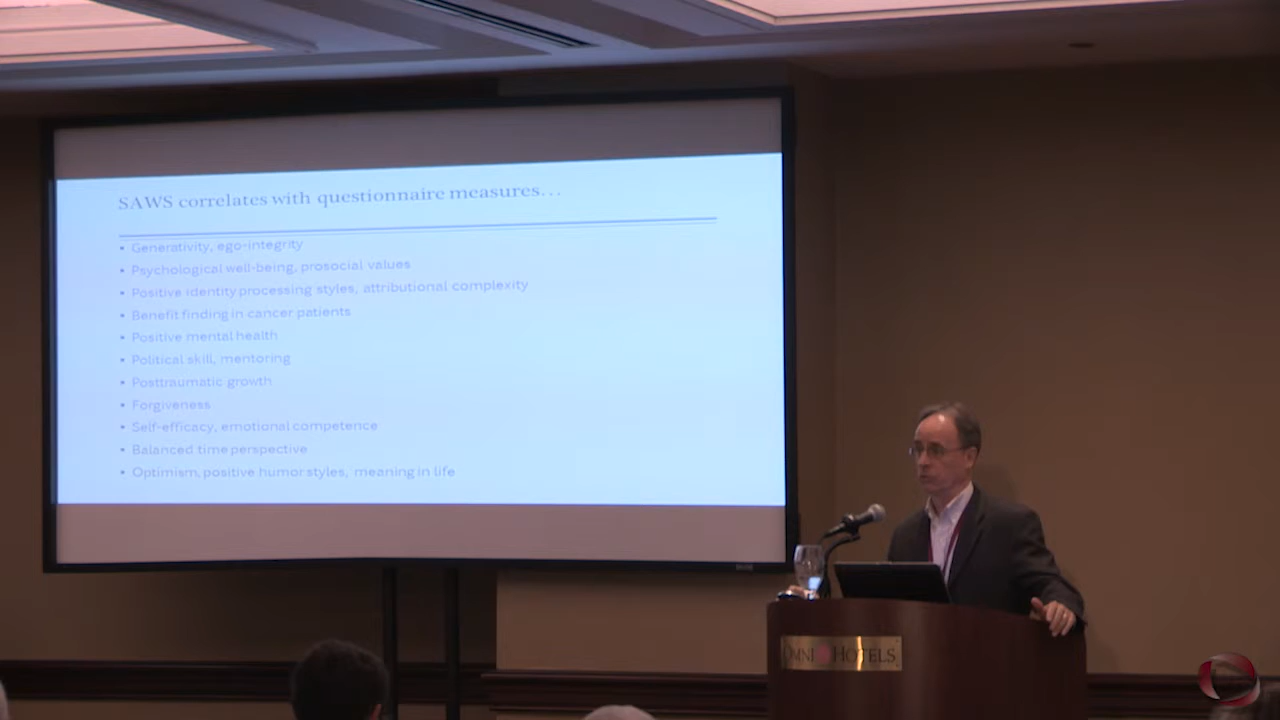 SAWS correlates with questionnaire measures...
▪ Generativity, ego-integrity
▪ Psychological well-being, prosocial values
▪ Positive identity processing styles, attributional complexity
▪ Benefit finding in cancer patients
▪ Positive mental health
▪ Political skill, mentoring
▪ Posttraumatic growth
▪ Forgiveness
▪ Self-efficacy, emotional competence
▪ Balanced time perspective
▪ Optimism, positive humor styles, meaning in life
OMNI HOTELS